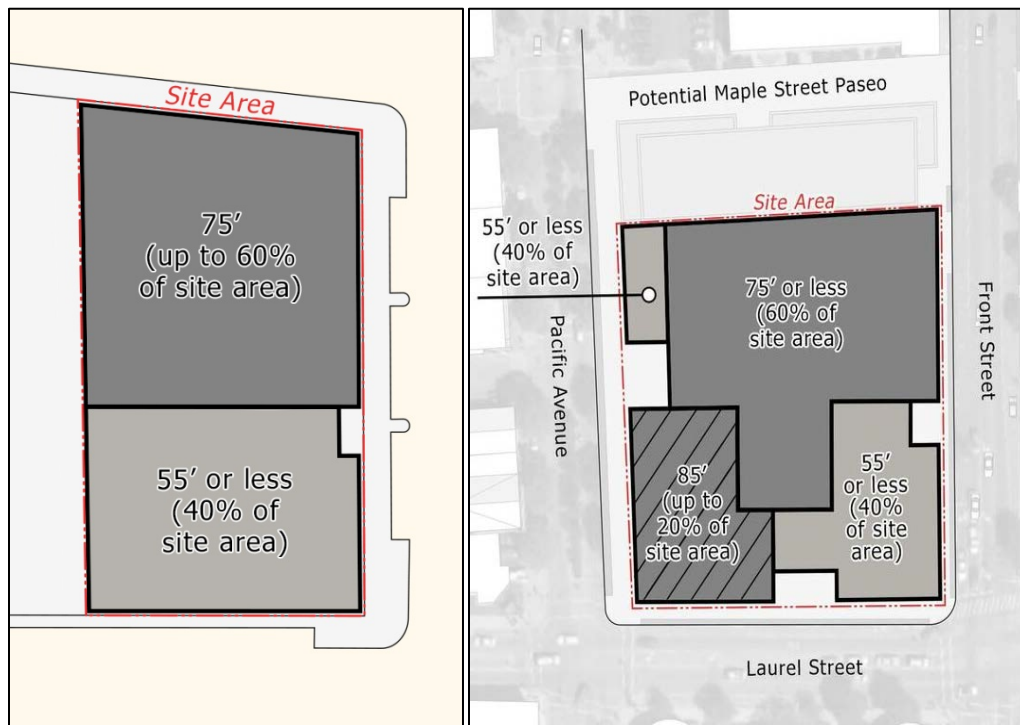 Site Area
75’
(up to 60%
of site area)
55’ or less
(40% of
site area)
Potential Maple Street Paseo
Site Area
55’ or less
(40% of
site area)
75’ or less
(60% of
site area)
Pacific Avenue
Front Street
85’
(up to
20% of
site area)
55’
or less
(40%
of site
area)
Laurel Street